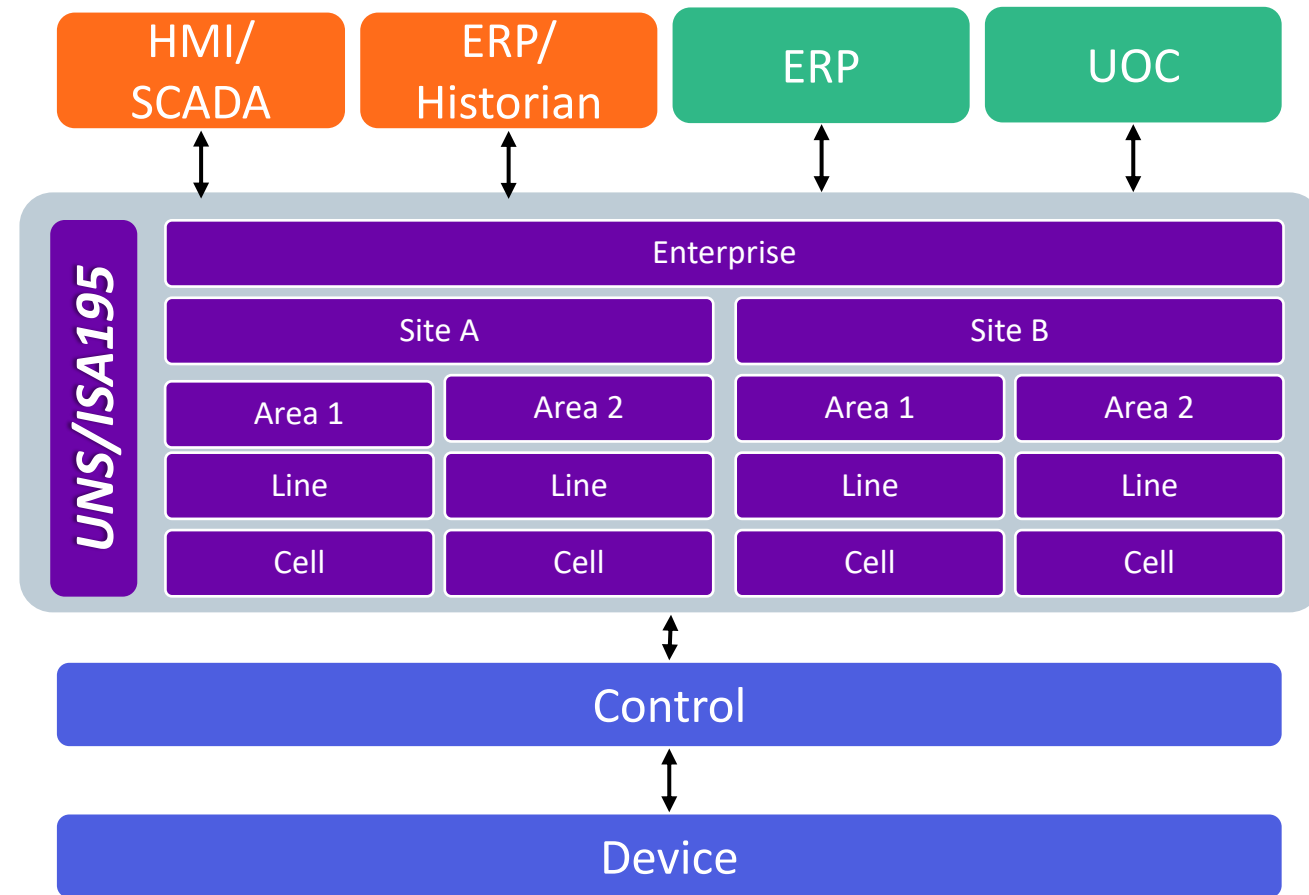 HMI/
SCADA
ERP/
Historian
ERP
UOC
UNS/ISA195
Enterprise
Site A
Site B
Area 1
Area 2
Area 1
Area 2
Line
Line
Line
Line
Cell
Cell
Cell
Cell
Control
Device